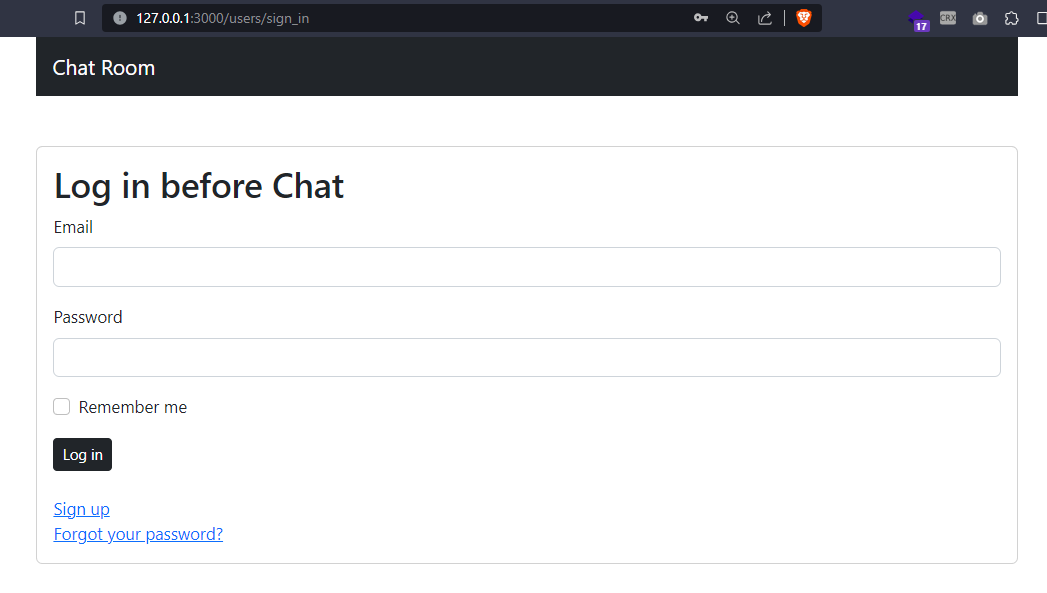 127.0.0.1:3000/users/sign_in
17
CRX
Chat Room
Log in before Chat
Email
Password
Remember me
Log in
Sign up
Forgot your password?